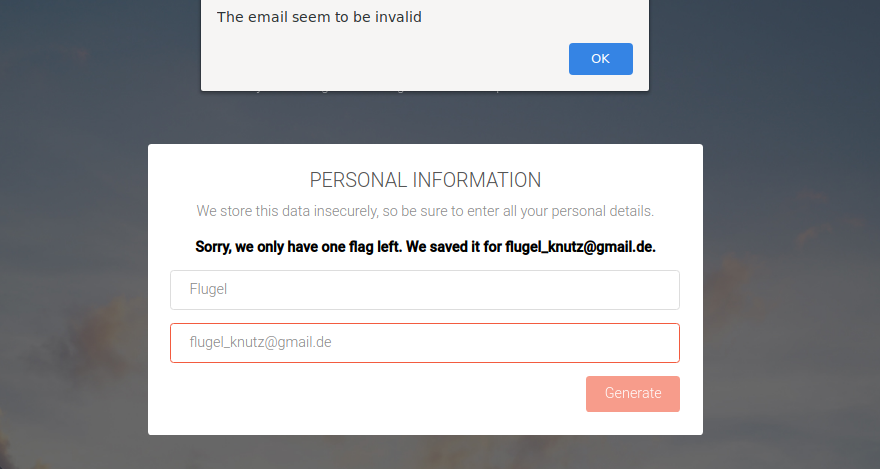 The email seem to be invalid
OK
PERSONAL INFORMATION
We store this data insecurely, so be sure to enter all your personal details.
Sorry, we only have one flag left. We saved it for flugel_knutz@gmail.de.
Flugel
flugel_knutz@gmail.de
Generate